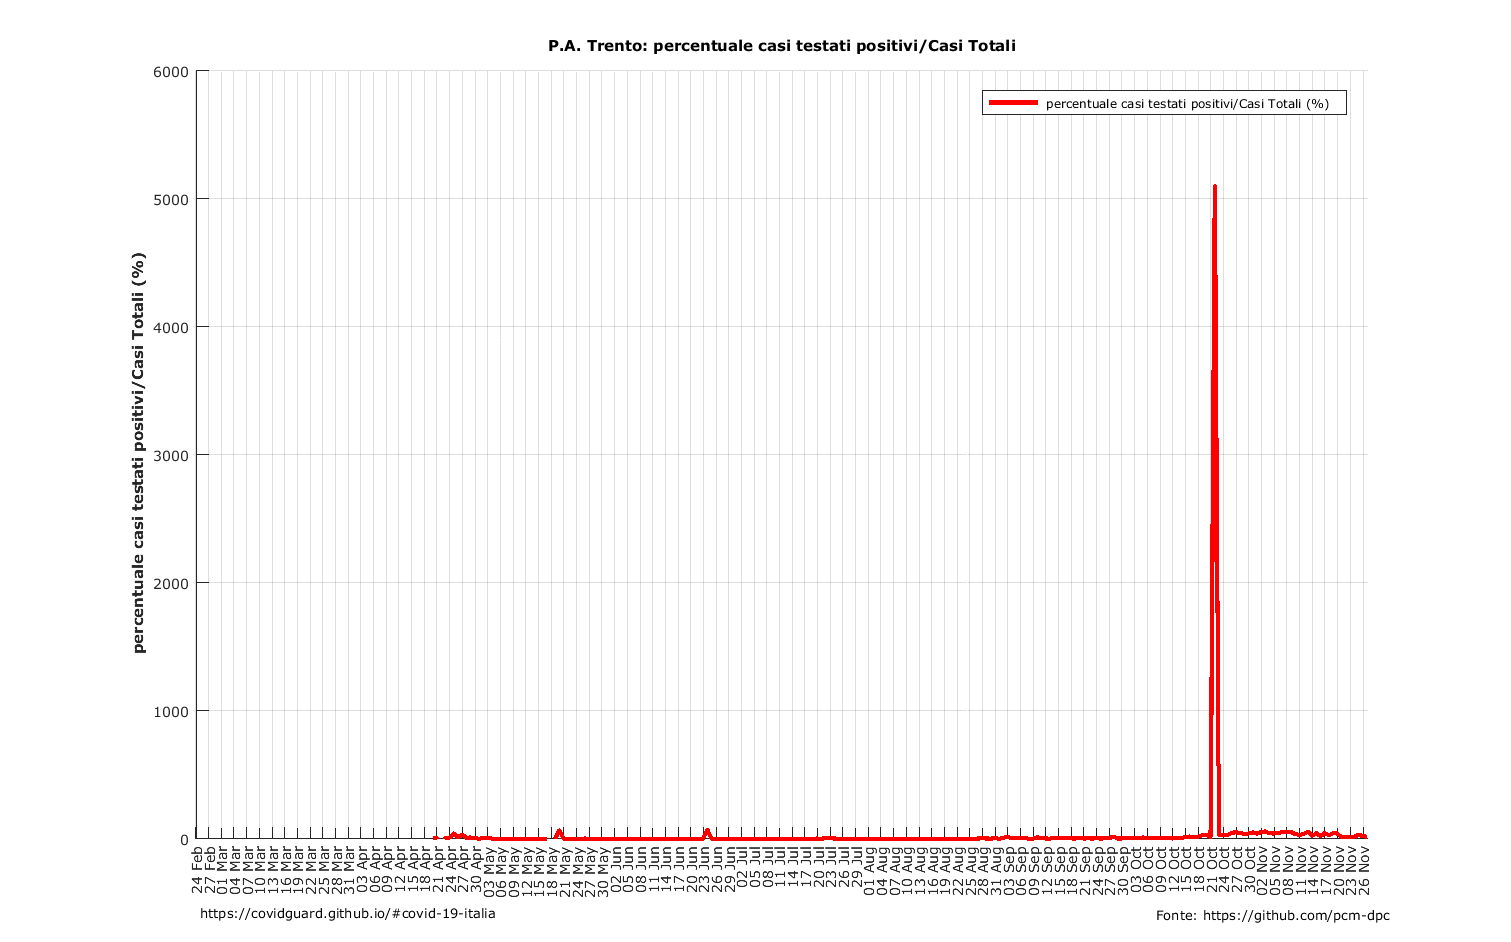 P.A. Trento: percentuale casi testati positivi/Casi Totali
percentuale casi testati positivi/Casi Totali (%)
percentuale casi testati positivi/Casi Totali (%)
6000
5000
4000
3000
2000
1000
0
24 Feb
27 Feb
01 Mar
04 Mar
07 Mar
10 Mar
13 Mar
16 Mar
19 Mar
22 Mar
25 Mar
28 Mar
31 Mar
03 Apr
06 Apr
09 Apr
12 Apr
15 Apr
18 Apr
21 Apr
24 Apr
27 Apr
30 Apr
03 May
06 May
09 May
12 May
15 May
18 May
21 May
24 May
27 May
30 May
02 Jun
05 Jun
08 Jun
11 Jun
14 Jun
17 Jun
20 Jun
23 Jun
26 Jun
29 Jun
02 Jul
05 Jul
08 Jul
11 Jul
14 Jul
17 Jul
20 Jul
23 Jul
26 Jul
29 Jul
01 Aug
04 Aug
07 Aug
10 Aug
13 Aug
16 Aug
19 Aug
22 Aug
25 Aug
28 Aug
31 Aug
03 Sep
06 Sep
09 Sep
12 Sep
15 Sep
18 Sep
21 Sep
24 Sep
27 Sep
30 Sep
03 Oct
06 Oct
09 Oct
12 Oct
15 Oct
18 Oct
21 Oct
24 Oct
27 Oct
30 Oct
02 Nov
05 Nov
08 Nov
11 Nov
14 Nov
17 Nov
20 Nov
23 Nov
26 Nov
https://covidguard.github.io/#covid-19-italia
Fonte: https://github.com/pcm-dpc